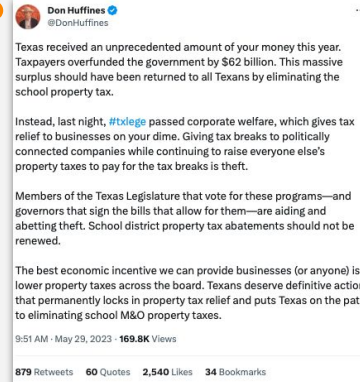 Don Huffines
@DonHuffines
Texas received an unprecedented amount of your money this year.
Taxpayers overfunded the government by $62 billion. This massive
surplus should have been returned to all Texans by eliminating the
school property tax.
Instead, last night, #txlege passed corporate welfare, which gives tax
relief to businesses on your dime. Giving tax breaks to politically
connected companies while continuing to raise everyone else's
property taxes to pay for the tax breaks is theft.
Members of the Texas Legislature that vote for these programs—and
governors that sign the bills that allow for them—are aiding and
abetting theft. School district property tax abatements should not be
renewed.
The best economic incentive we can provide businesses (or anyone) is
lower property taxes across the board. Texans deserve definitive actio
that permanently locks in property tax relief and puts Texas on the pat
to eliminating school M&O property taxes.
9:51 AM · May 29, 2023 · 169.8K Views
879 Retweets 60 Quotes 2,540 Likes 34 Bookmarks